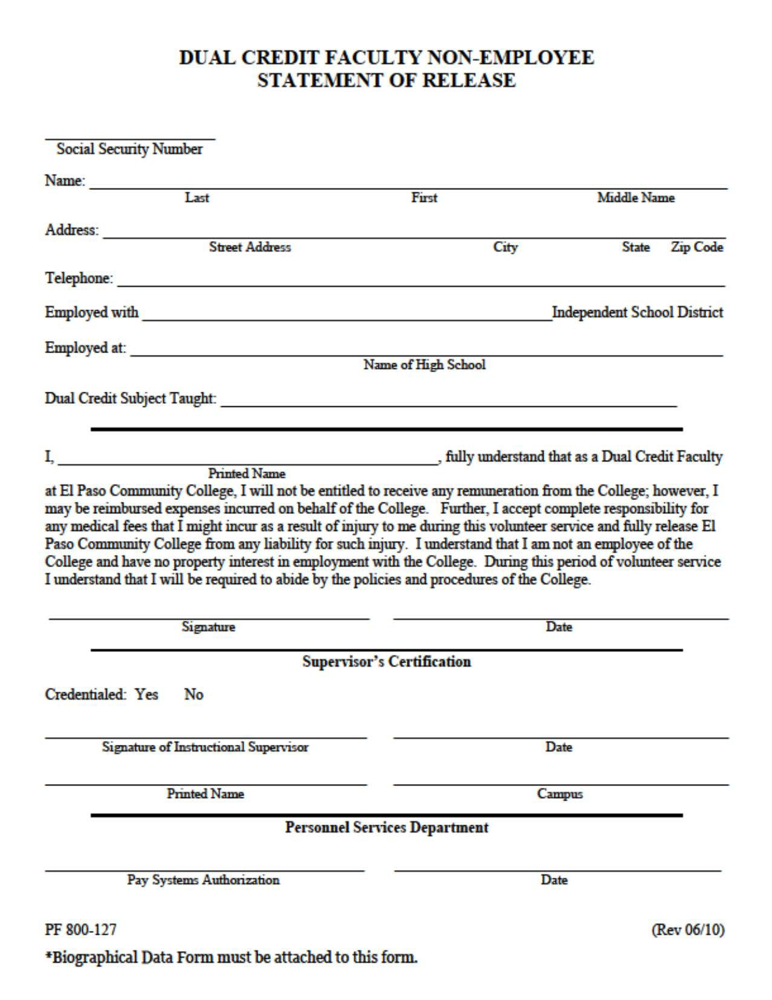 DUAL CREDIT FACULTY NON-EMPLOYEE
STATEMENT OF RELEASE
Social Security Number
Name:
Last First Middle Name
Address:
Street Address City State Zip Code
Telephone:
Employed with Independent School District
Employed at:
Name of High School
Dual Credit Subject Taught:
I, , fully understand that as a Dual Credit Faculty
Printed Name
at El Paso Community College, I will not be entitled to receive any remuneration from the College; however, I
may be reimbursed expenses incurred on behalf of the College. Further, I accept complete responsibility for
any medical fees that I might incur as a result of injury to me during this volunteer service and fully release El
Paso Community College from any liability for such injury. I understand that I am not an employee of the
College and have no property interest in employment with the College. During this period of volunteer service
I understand that I will be required to abide by the policies and procedures of the College.
Signature Date
Supervisor's Certification
Credentialed: Yes No
Signature of Instructional Supervisor Date
Printed Name Campus
Personnel Services Department
Pay Systems Authorization Date
PF 800-127 (Rev 06/10)
*Biographical Data Form must be attached to this form.